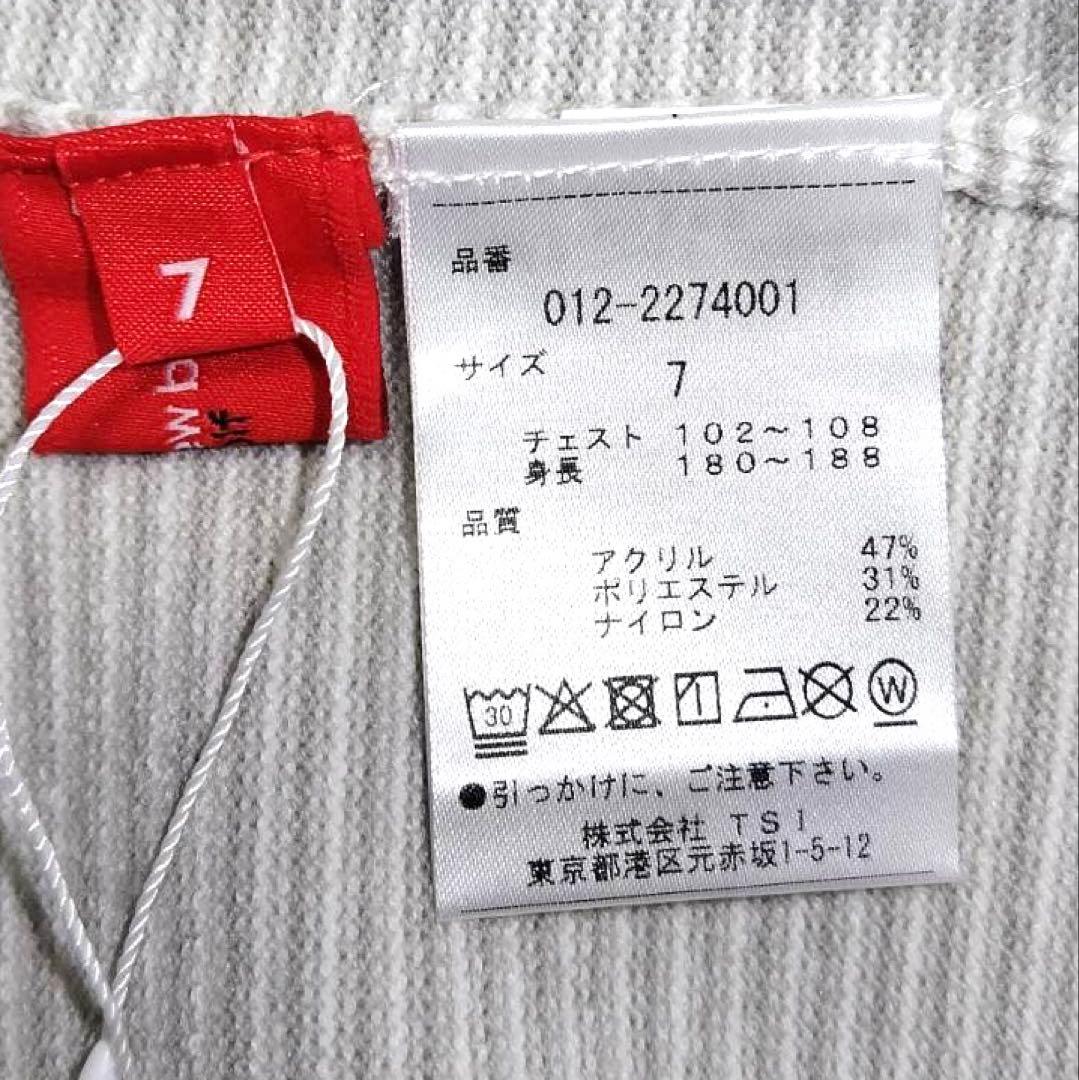 7
品番
012-2274001
サイズ 7
チェスト 102～108
身長 180～188
品質
アクリル 47%
ポリエステル 31%
ナイロン 22%
30
W
●引っかけに、ご注意下さい。
株式会社 TSI
東京都港区元赤坂1-5-12